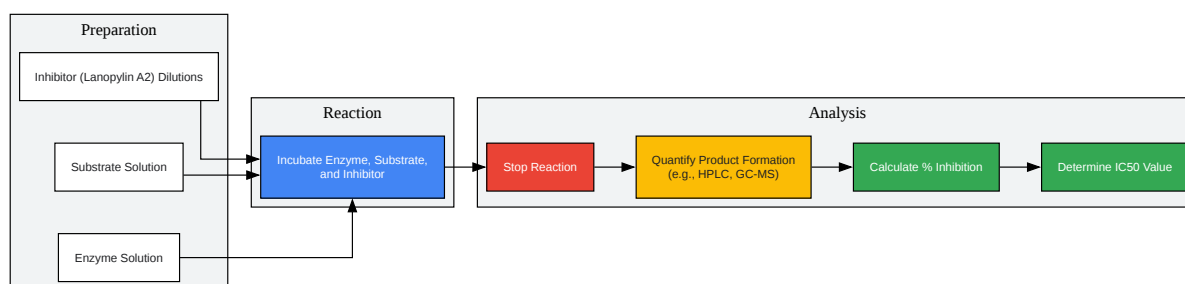 Preparation
Inhibitor (Lanopylin A2) Dilutions
Substrate Solution
Enzyme Solution
Reaction
Incubate Enzyme, Substrate,
and Inhibitor
Analysis
Stop Reaction
Quantify Product Formation
(e.g., HPLC, GC-MS)
Calculate % Inhibition
Determine IC50 Value